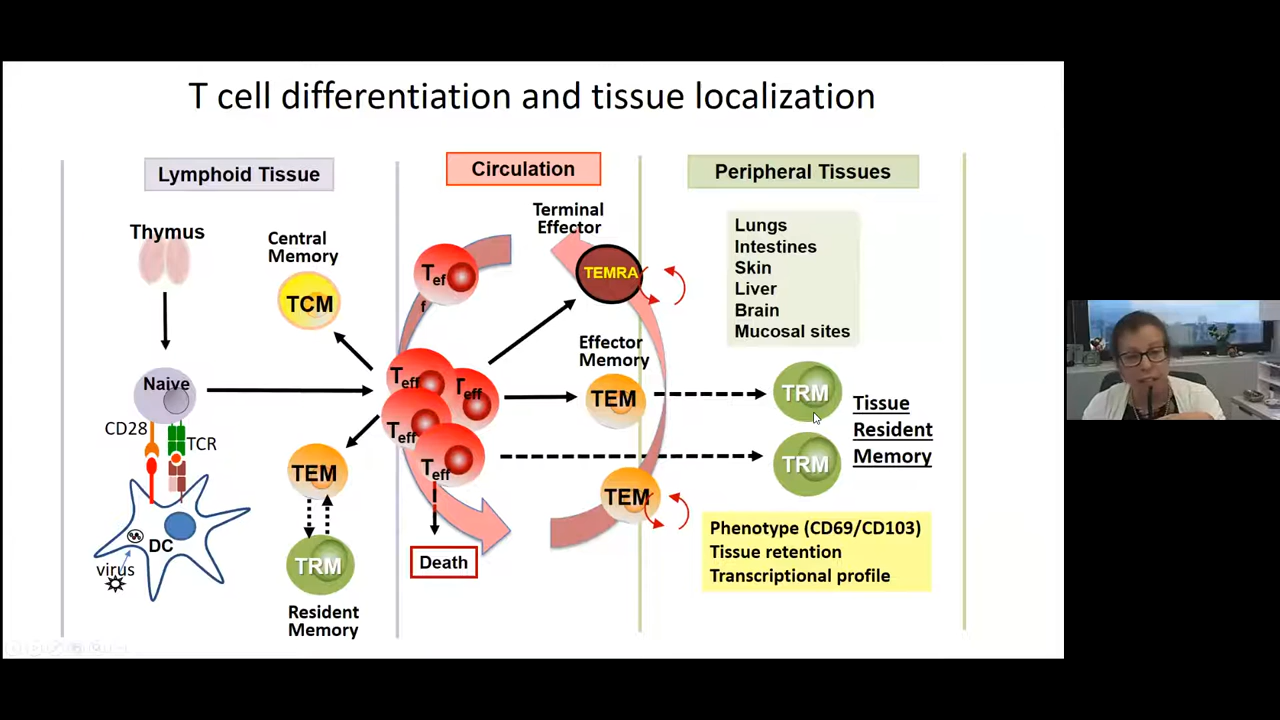 T cell differentiation and tissue localization
Lymphoid Tissue
Thymus
Central
Memory
TCM
Naive
CD28
TCR
DC
virus
TEM
TRM
Resident
Memory
Circulation
Terminal
Effector
Tef
f
TEMRA
Teff
Teff
Teff
Teff
Effector
Memory
TEM
TEM
Death
Peripheral Tissues
Lungs
Intestines
Skin
Liver
Brain
Mucosal sites
TRM
TRM
Tissue
Resident
Memory
Phenotype (CD69/CD103)
Tissue retention
Transcriptional profile